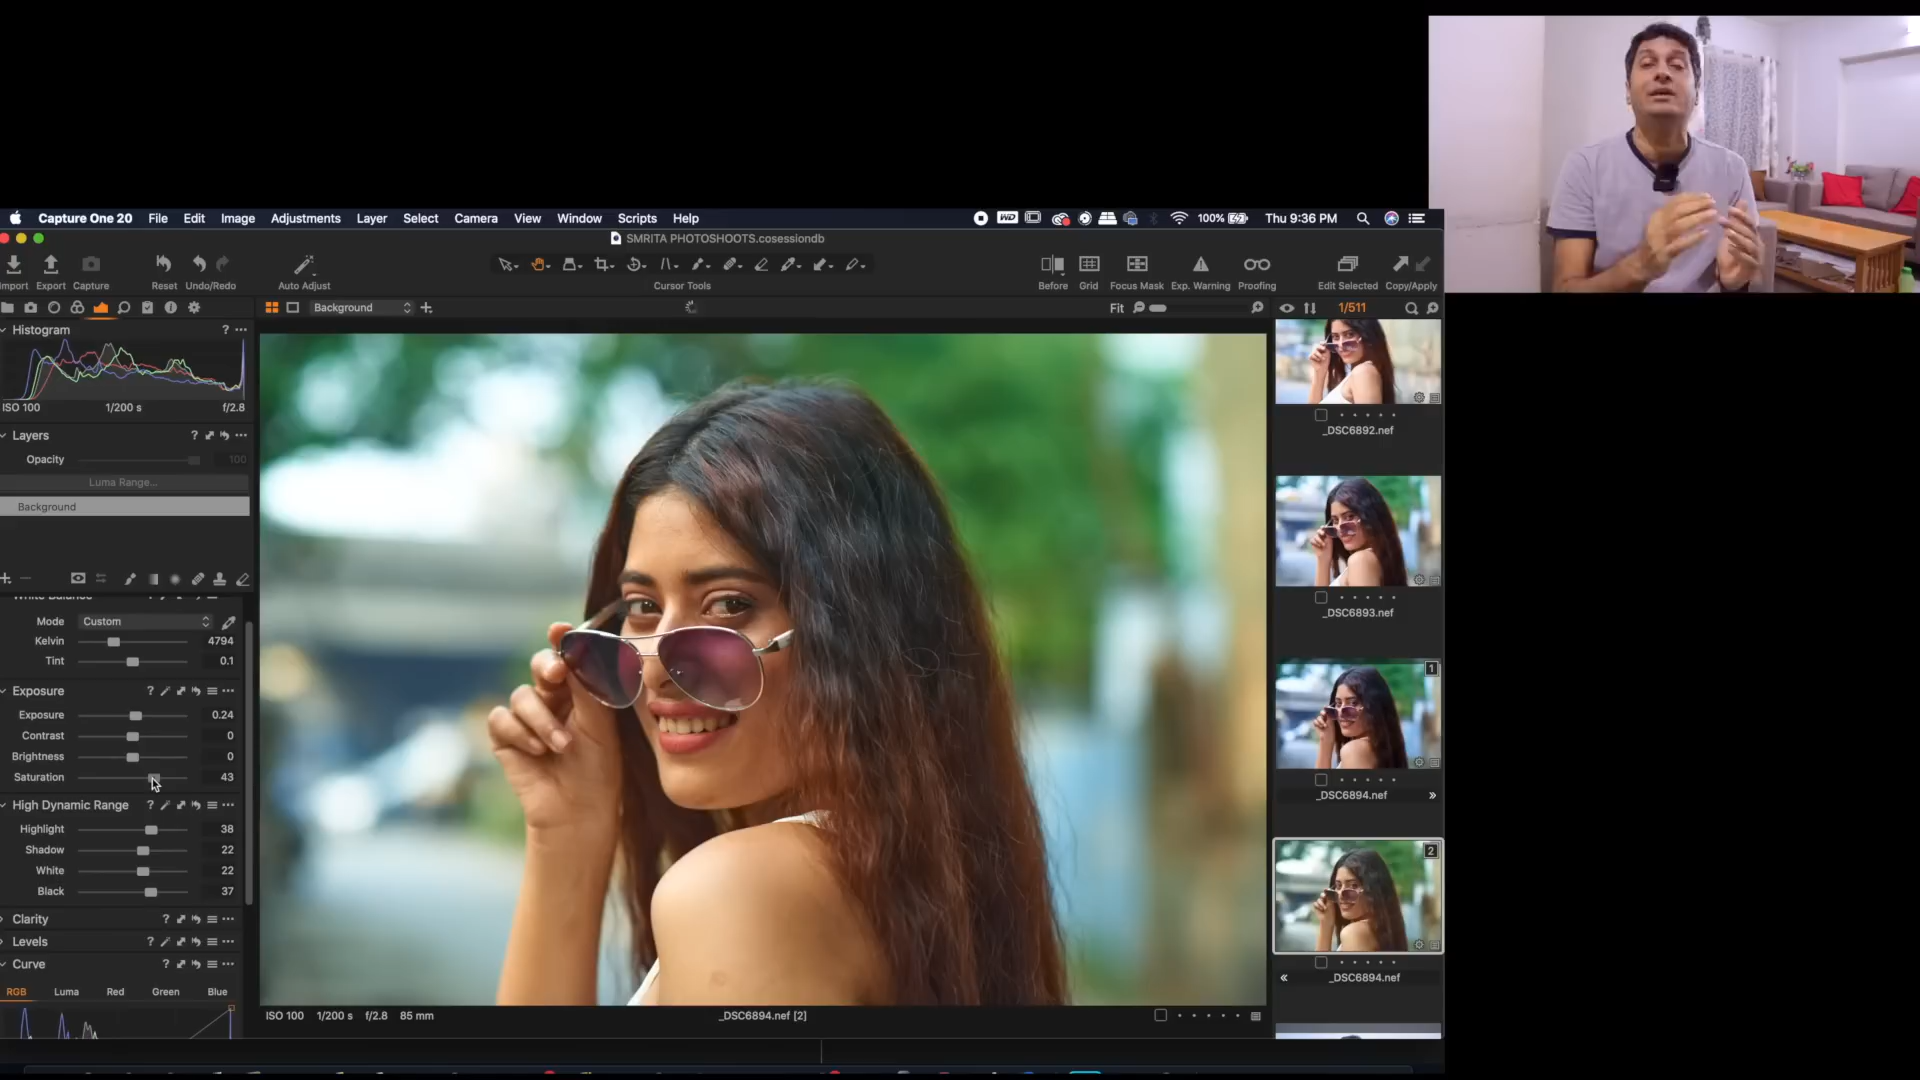 Capture One 20 File Edit Image Adjustments Layer Select Camera View Window Scripts Help 100% Thu 9:36 PM
SMRITA PHOTOSHOOTS.cosessiondb
Import Export Capture Reset Undo/Redo Auto Adjust Cursor Tools Before Grid Focus Mask Exp. Warning Proofing Edit Selected Copy/Apply
Background Fit 1/511
Histogram ? ...
ISO 100 1/200 s f/2.8
Layers ? ...
Opacity 100
Luma Range...
Background
White Balance
Mode Custom
Kelvin 4794
Tint 0.1
Exposure ? ...
Exposure 0.24
Contrast 0
Brightness 0
Saturation 43
High Dynamic Range ? ...
Highlight 38
Shadow 22
White 22
Black 37
Clarity ? ...
Levels ? ...
Curve ? ...
RGB Luma Red Green Blue
ISO 100 1/200 s f/2.8 85 mm _DSC6894.nef [2]
_DSC6892.nef
_DSC6893.nef
1
_DSC6894.nef »
2
« _DSC6894.nef